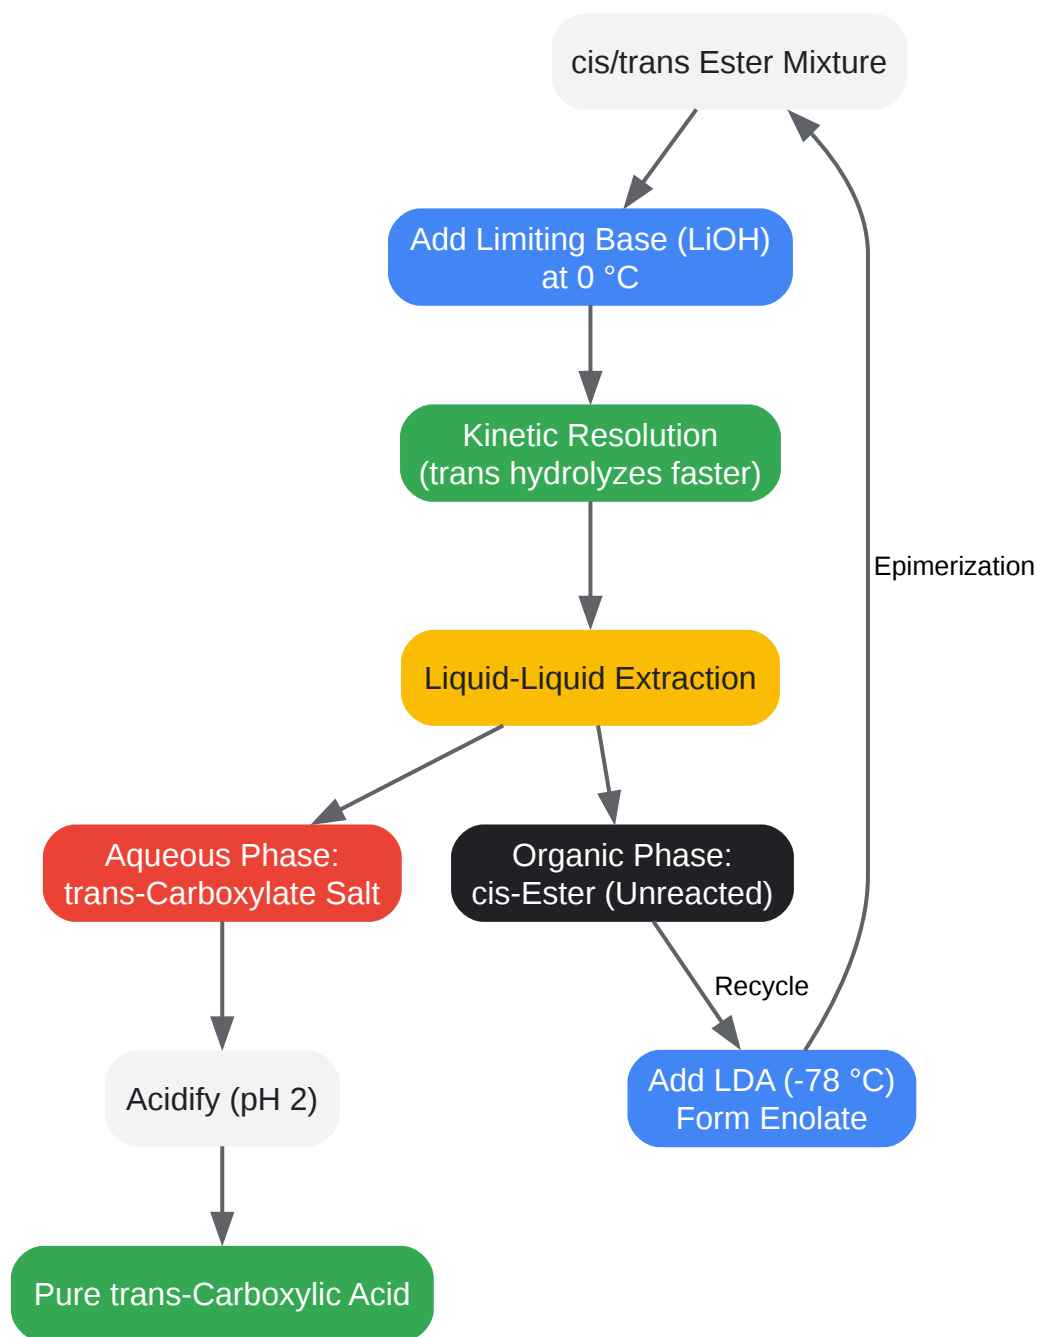 cis/trans Ester Mixture
Add Limiting Base (LiOH)
at 0 °C
Kinetic Resolution
(trans hydrolyzes faster)
Epimerization
Liquid-Liquid Extraction
Aqueous Phase:
trans-Carboxylate Salt
Organic Phase:
cis-Ester (Unreacted)
Recycle
Acidify (pH 2)
Add LDA (-78 °C)
Form Enolate
Pure trans-Carboxylic Acid